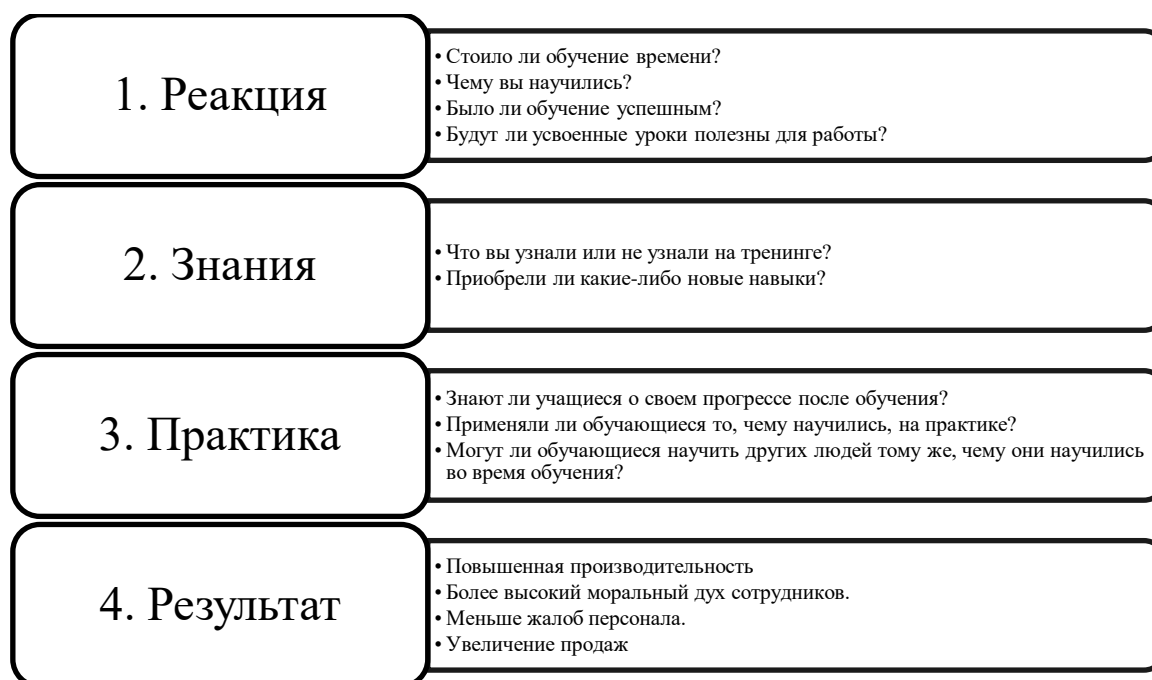 1. Реакция
• Стоило ли обучение времени?
• Чему вы научились?
• Было ли обучение успешным?
• Будут ли усвоенные уроки полезны для работы?
2. Знания
• Что вы узнали или не узнали на тренинге?
• Приобрели ли какие-либо новые навыки?
3. Практика
• Знают ли учащиеся о своем прогрессе после обучения?
• Применяли ли обучающиеся то, чему научились, на практике?
• Могут ли обучающиеся научить других людей тому же, чему они научились
во время обучения?
4. Результат
• Повышенная производительность
• Более высокий моральный дух сотрудников.
• Меньше жалоб персонала.
• Увеличение продаж